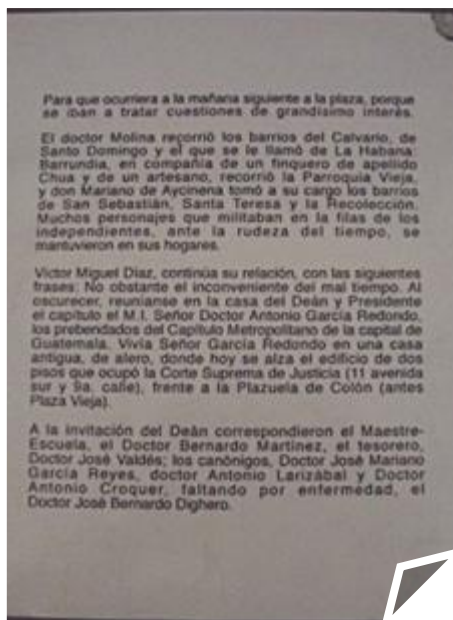 Para que ocurriera a la mañana siguiente a la plaza, porque
se iban a tratar cuestiones de grandísimo interés.
El doctor Molina recorrió los barrios del Calvario, de
Santo Domingo y el que se le llamó de La Habana:
Barrundia, en compañía de un finquero de apellido
Chua y de un artesano, recorrió la Parroquia Vieja,
y don Mariano de Aycinena tomó a su cargo los barrios
de San Sebastián, Santa Teresa y la Recolección.
Muchos personajes que militaban en la filas de los
independientes, ante la rudeza del tiempo, se
mantuvieron en sus hogares.
Victor Miguel Díaz, continúa su relación, con las siguientes
frases: No obstante el inconveniente del mal tiempo. Al
oscurecer, reuníanse en la casa del Deán y Presidente
el capítulo el M.I. Señor Doctor Antonio García Redondo,
los prebendados del Capítulo Metropolitano de la capital de
Guatemala. Vivía Señor García Redondo en una casa
antigua, de alero, donde hoy se alza el edificio de dos
pisos que ocupó la Corte Suprema de Justicia (11 avenida
sur y 9a. calle), frente a la Plazuela de Colón (antes
Plaza Vieja).
A la invitación del Deán correspondieron el Maestre-
Escuela, el Doctor Bernardo Martínez, el tesorero,
Doctor José Valdés; los canónigos, Doctor José Mariano
García Reyes, doctor Antonio Larizábal y Doctor
Antonio Croquer, faltando por enfermedad, el
Doctor José Bernardo Dighero.